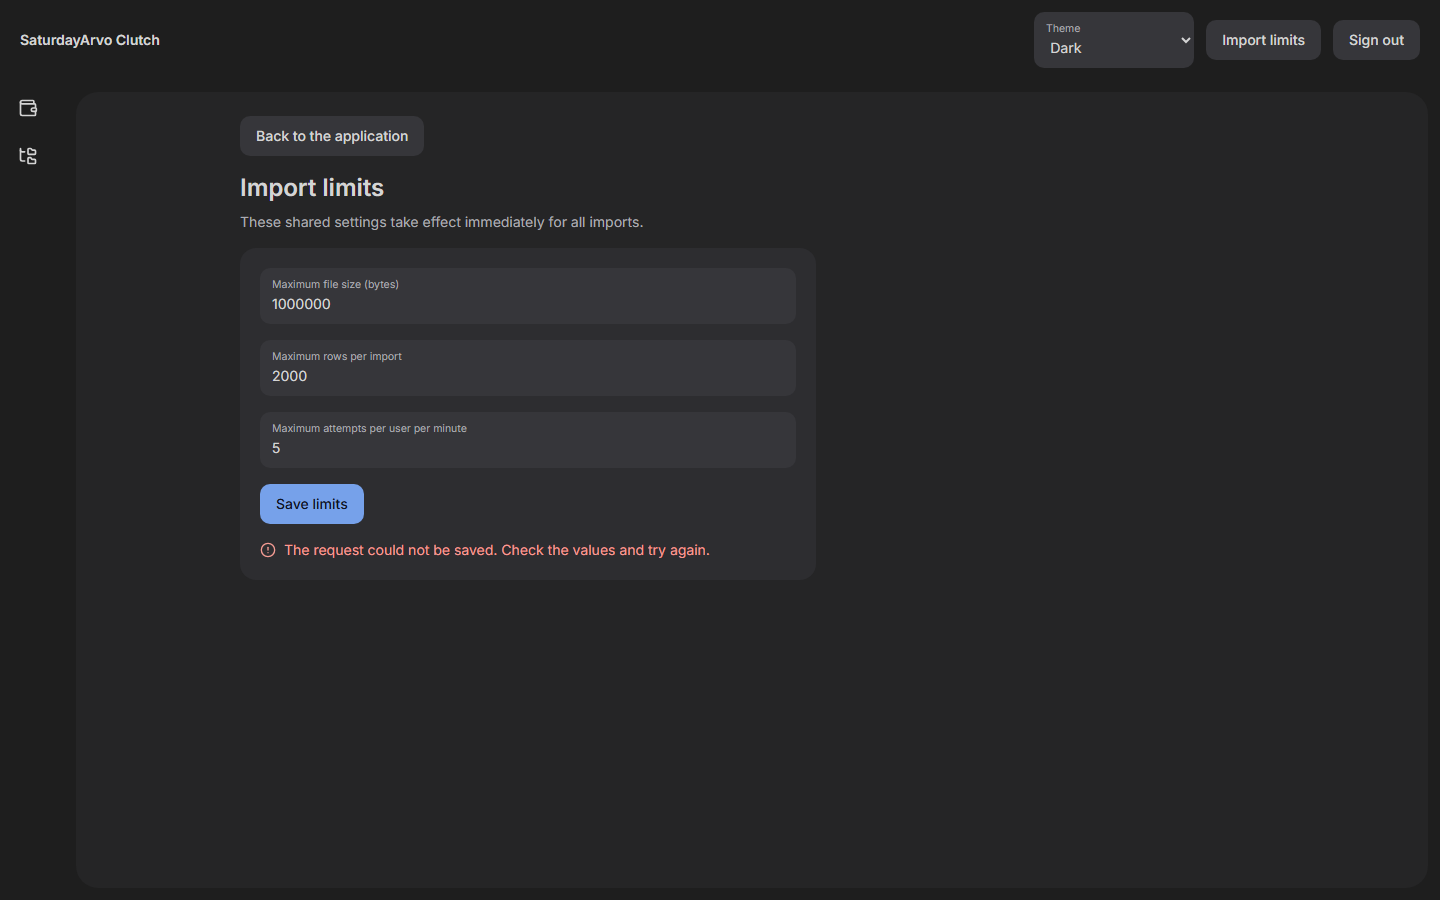 SaturdayArvo Clutch
Theme
Dark
Import limits
Sign out
Back to the application
Import limits
These shared settings take effect immediately for all imports.
Maximum file size (bytes)
1000000
Maximum rows per import
2000
Maximum attempts per user per minute
5
Save limits
The request could not be saved. Check the values and try again.